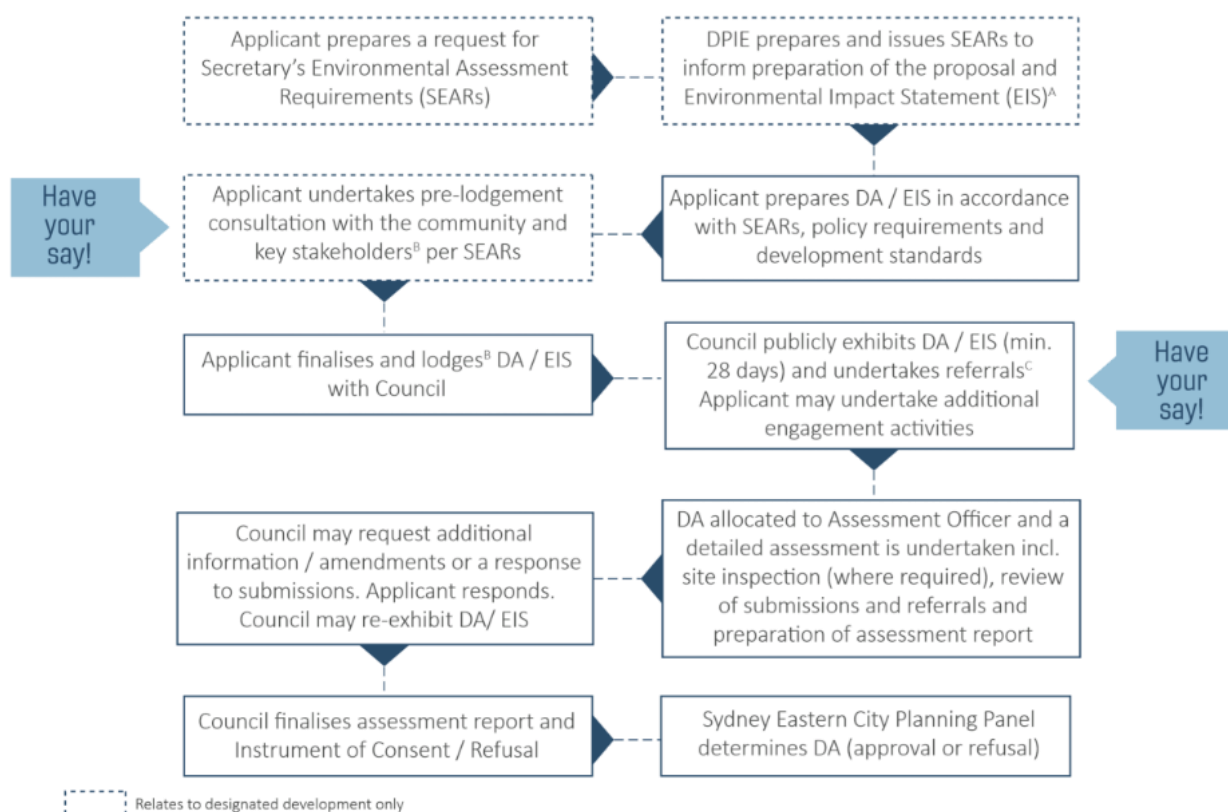 Applicant prepares a request for
Secretary’s Environmental Assessment
Requirements (SEARs)
DPIE prepares and issues SEARs to
inform preparation of the proposal and
Environmental Impact Statement (EIS)ᴬ
Have
your
say!
Applicant undertakes pre-lodgement
consultation with the community and
key stakeholdersᴮ per SEARs
Applicant prepares DA / EIS in accordance
with SEARs, policy requirements and
development standards
Applicant finalises and lodgesᴮ DA / EIS
with Council
Council publicly exhibits DA / EIS (min.
28 days) and undertakes referralsᶜ
Applicant may undertake additional
engagement activities
Have
your
say!
Council may request additional
information / amendments or a response
to submissions. Applicant responds.
Council may re-exhibit DA/ EIS
DA allocated to Assessment Officer and a
detailed assessment is undertaken incl.
site inspection (where required), review
of submissions and referrals and
preparation of assessment report
Council finalises assessment report and
Instrument of Consent / Refusal
Sydney Eastern City Planning Panel
determines DA (approval or refusal)
Relates to designated development only